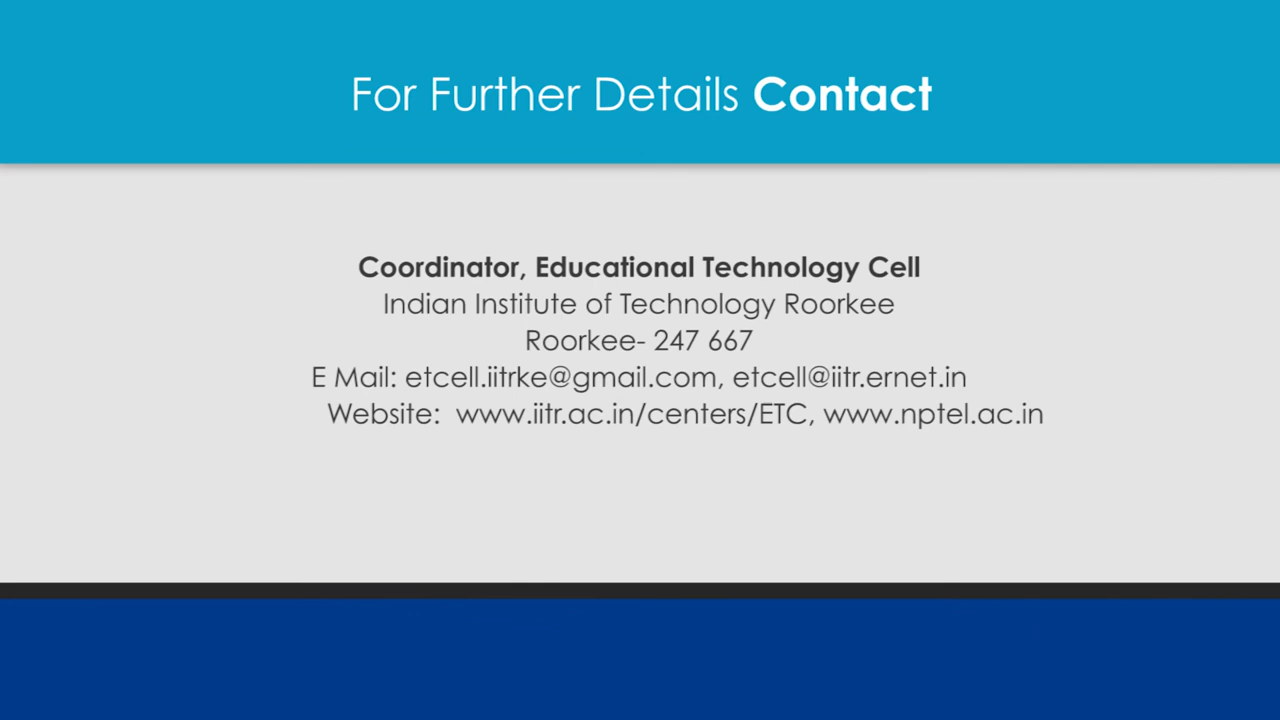 For Further Details Contact
Coordinator, Educational Technology Cell
Indian Institute of Technology Roorkee
Roorkee- 247 667
E Mail: etcell.iitrke@gmail.com, etcell@iitr.ernet.in
Website: www.iitr.ac.in/centers/ETC, www.nptel.ac.in